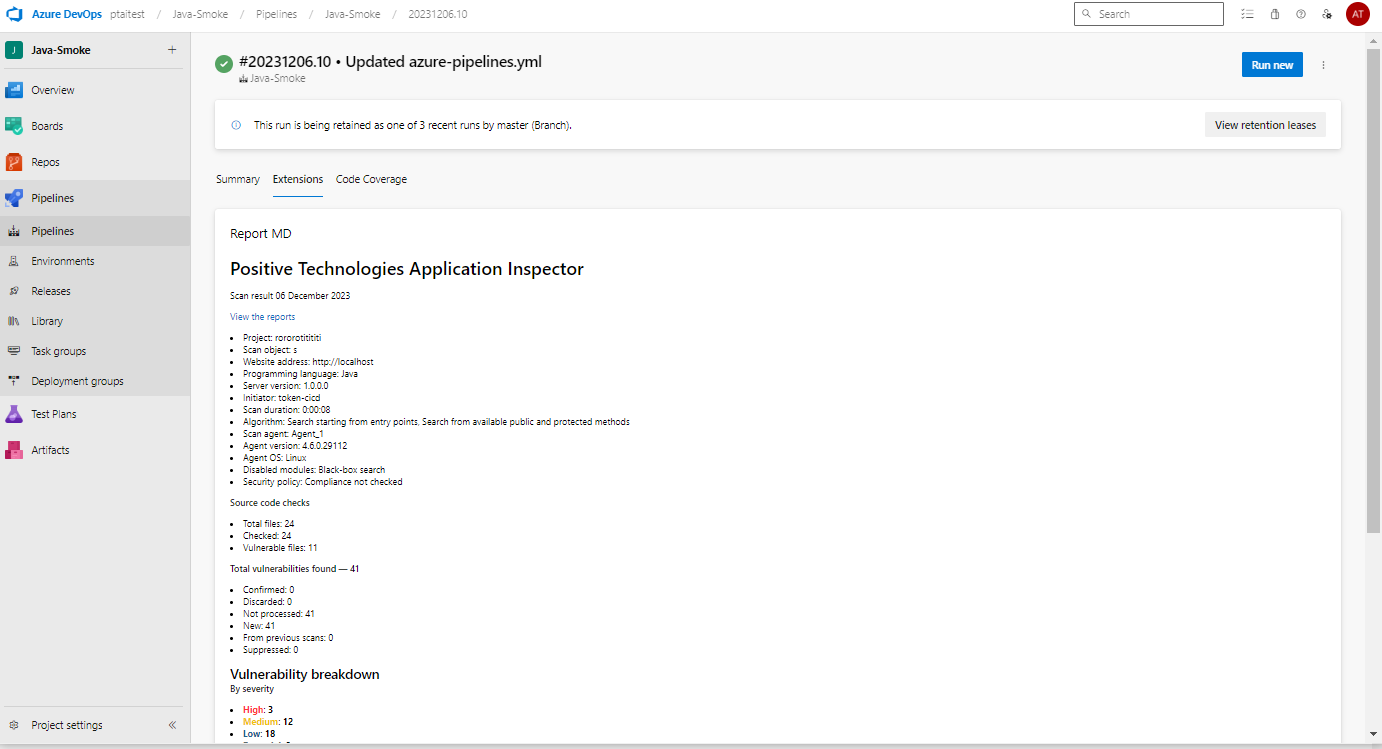 Azure DevOps ptaitest / Java-Smoke / Pipelines / Java-Smoke / 20231206.10
Search
AT
J Java-Smoke +
Overview
Boards
Repos
Pipelines
Pipelines
Environments
Releases
Library
Task groups
Deployment groups
Test Plans
Artifacts
Project settings
#20231206.10 • Updated azure-pipelines.yml
Java-Smoke
Run new
This run is being retained as one of 3 recent runs by master (Branch).
View retention leases
Summary Extensions Code Coverage
Report MD
Positive Technologies Application Inspector
Scan result 06 December 2023
View the reports
• Project: rororotitititi
• Scan object: s
• Website address: http://localhost
• Programming language: Java
• Server version: 1.0.0.0
• Initiator: token-cicd
• Scan duration: 0:00:08
• Algorithm: Search starting from entry points, Search from available public and protected methods
• Scan agent: Agent_1
• Agent version: 4.6.0.29112
• Agent OS: Linux
• Disabled modules: Black-box search
• Security policy: Compliance not checked
Source code checks
• Total files: 24
• Checked: 24
• Vulnerable files: 11
Total vulnerabilities found — 41
• Confirmed: 0
• Discarded: 0
• Not processed: 41
• New: 41
• From previous scans: 0
• Suppressed: 0
Vulnerability breakdown
By severity
• High: 3
• Medium: 12
• Low: 18